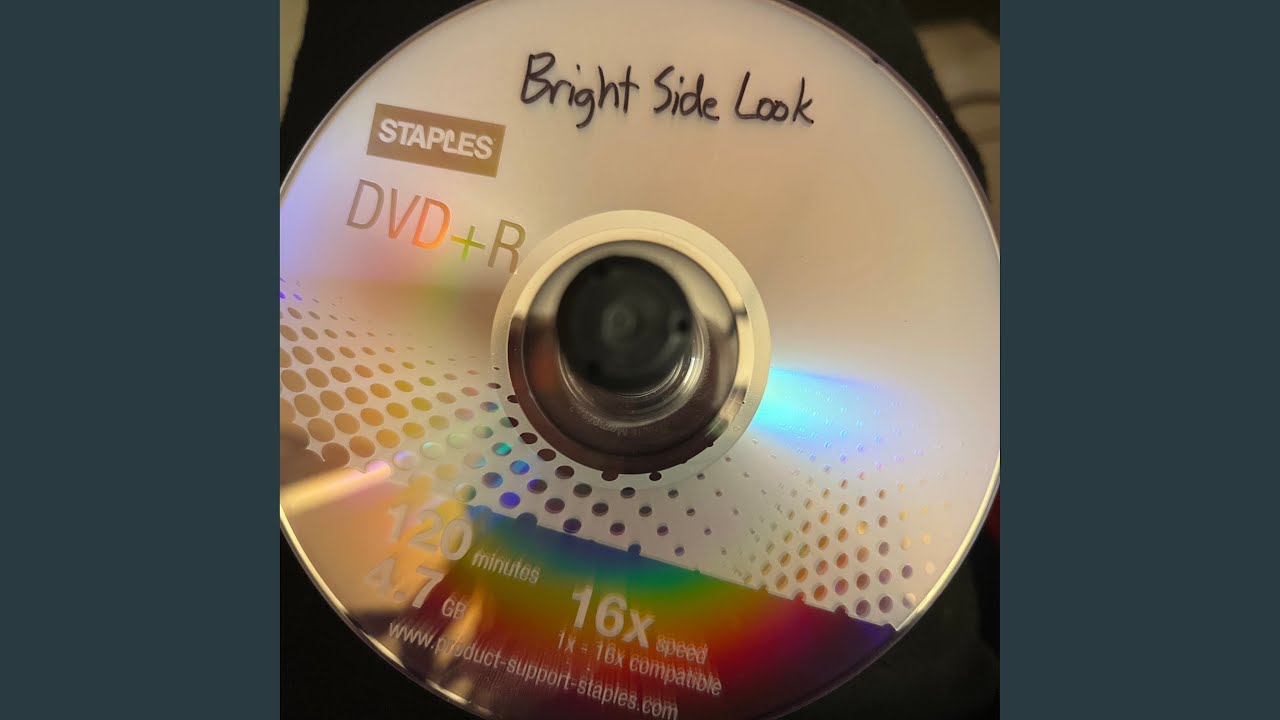 Bright Side Look
STAPLES
DVD+R
120 minutes
4.7 GB
16x speed
1x - 16x compatible
www.product-support-staples.com